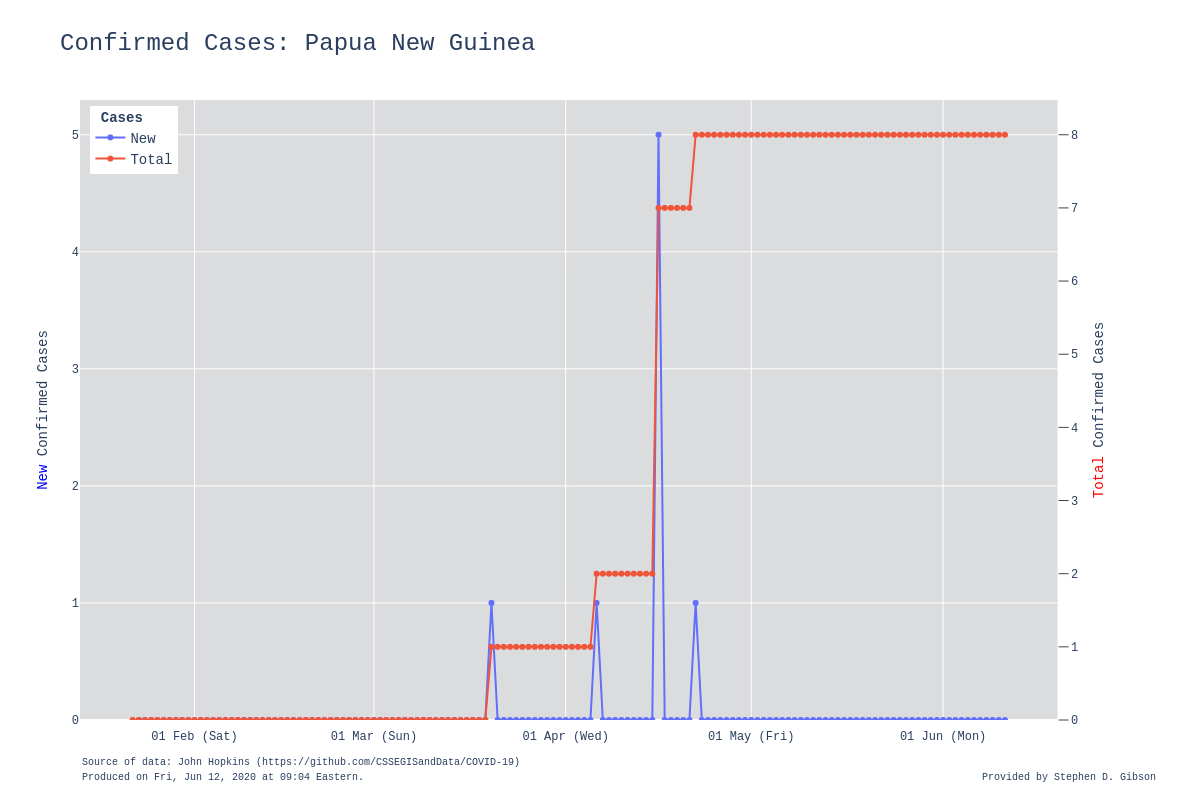 Confirmed Cases: Papua New Guinea
Cases
New
Total
5
4
3
2
1
0
8
7
6
5
4
3
2
1
0
New Confirmed Cases
Total Confirmed Cases
01 Feb (Sat) 01 Mar (Sun) 01 Apr (Wed) 01 May (Fri) 01 Jun (Mon)
Source of data: John Hopkins (https://github.com/CSSEGISandData/COVID-19)
Produced on Fri, Jun 12, 2020 at 09:04 Eastern.
Provided by Stephen D. Gibson